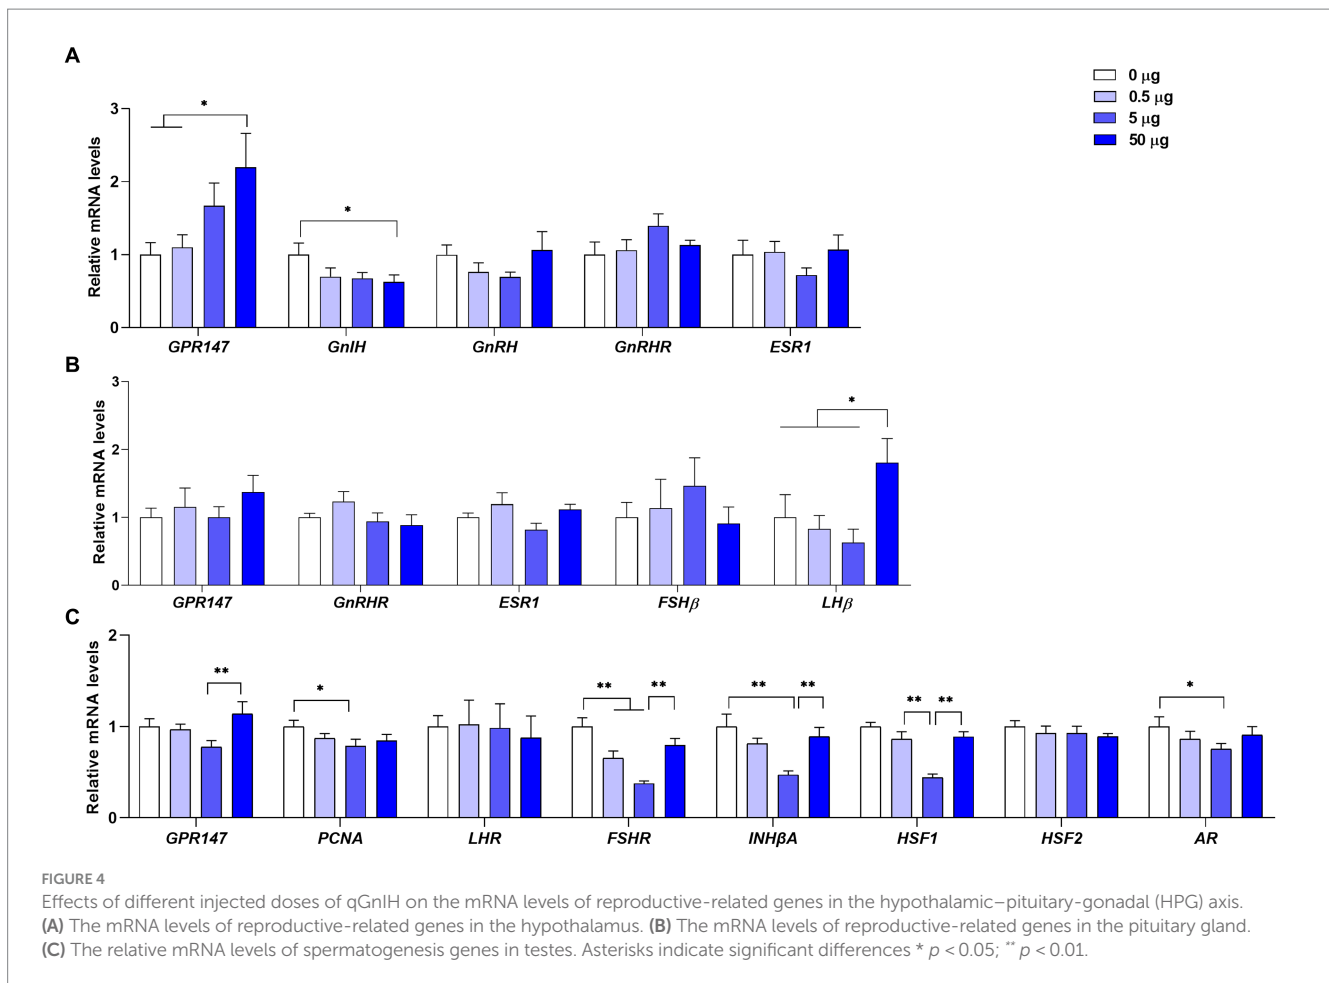 A
0 μg
0.5 μg
5 μg
50 μg
Relative mRNA levels
3
2
1
0
*
*
GPR147 GnIH GnRH GnRHR ESR1
B
Relative mRNA levels
3
2
1
0
*
GPR147 GnRHR ESR1 FSHβ LHβ
C
Relative mRNA levels
2
1
0
** * ** ** ** ** ** ** *
GPR147 PCNA LHR FSHR INHβA HSF1 HSF2 AR
FIGURE 4
Effects of different injected doses of qGnIH on the mRNA levels of reproductive-related genes in the hypothalamic–pituitary-gonadal (HPG) axis.
(A) The mRNA levels of reproductive-related genes in the hypothalamus. (B) The mRNA levels of reproductive-related genes in the pituitary gland.
(C) The relative mRNA levels of spermatogenesis genes in testes. Asterisks indicate significant differences * p < 0.05; ** p < 0.01.